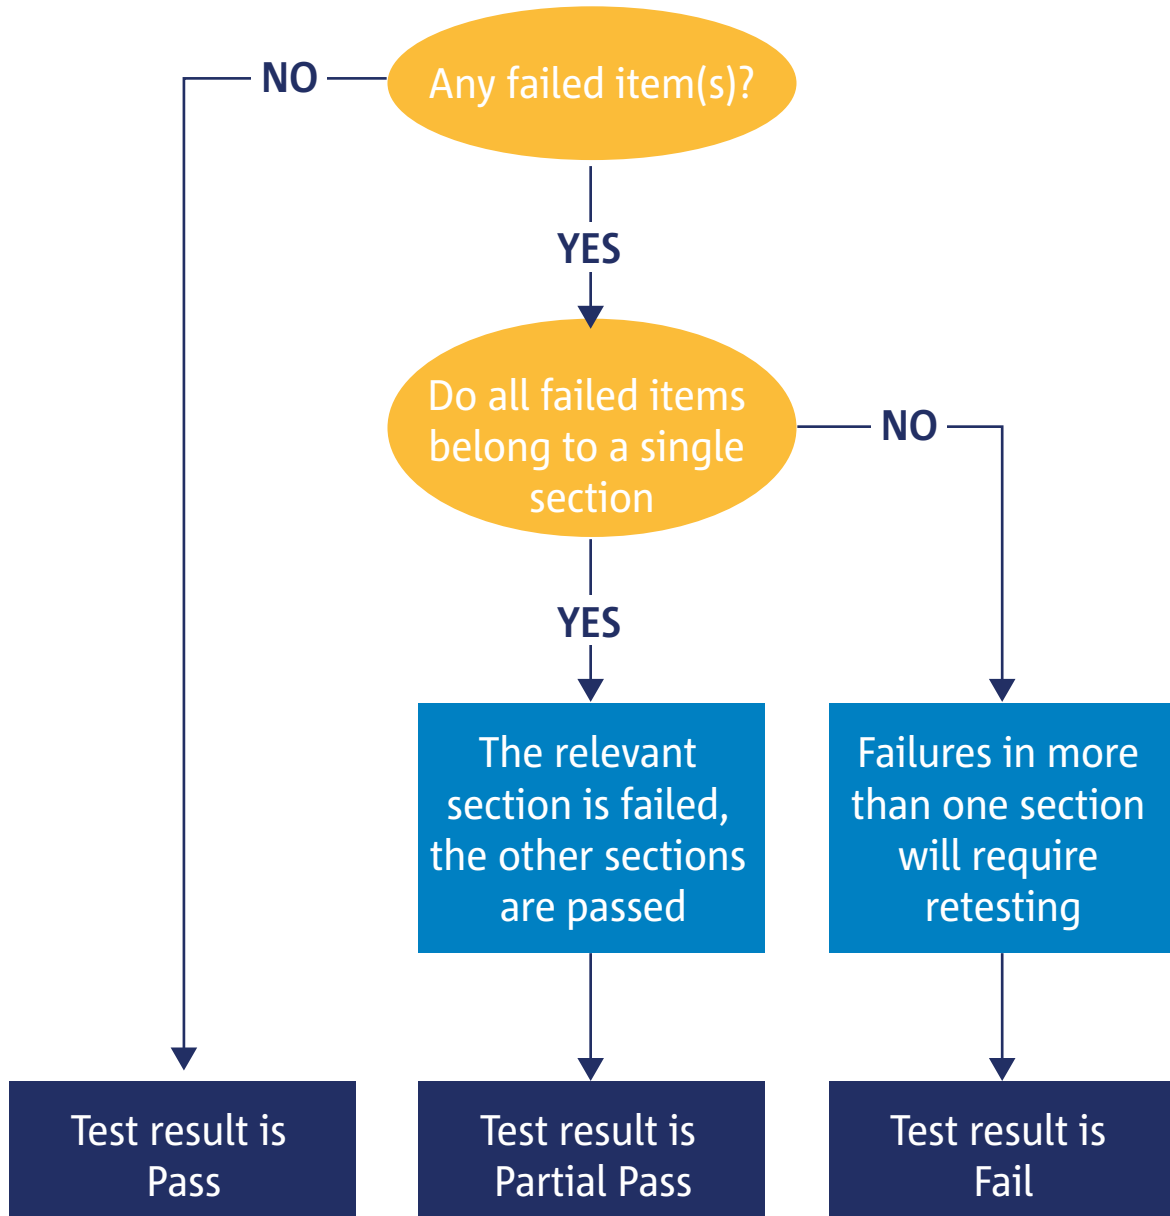 Any failed item(s)?
NO
YES
Do all failed items
belong to a single
section
NO
YES
The relevant
section is failed,
the other sections
are passed
Failures in more
than one section
will require
retesting
Test result is
Pass
Test result is
Partial Pass
Test result is
Fail